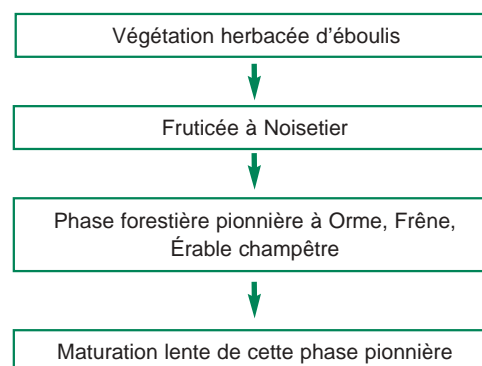 Végétation herbacée d'éboulis
Fruticée à Noisetier
Phase forestière pionnière à Orme, Frêne,
Érable champêtre
Maturation lente de cette phase pionnière